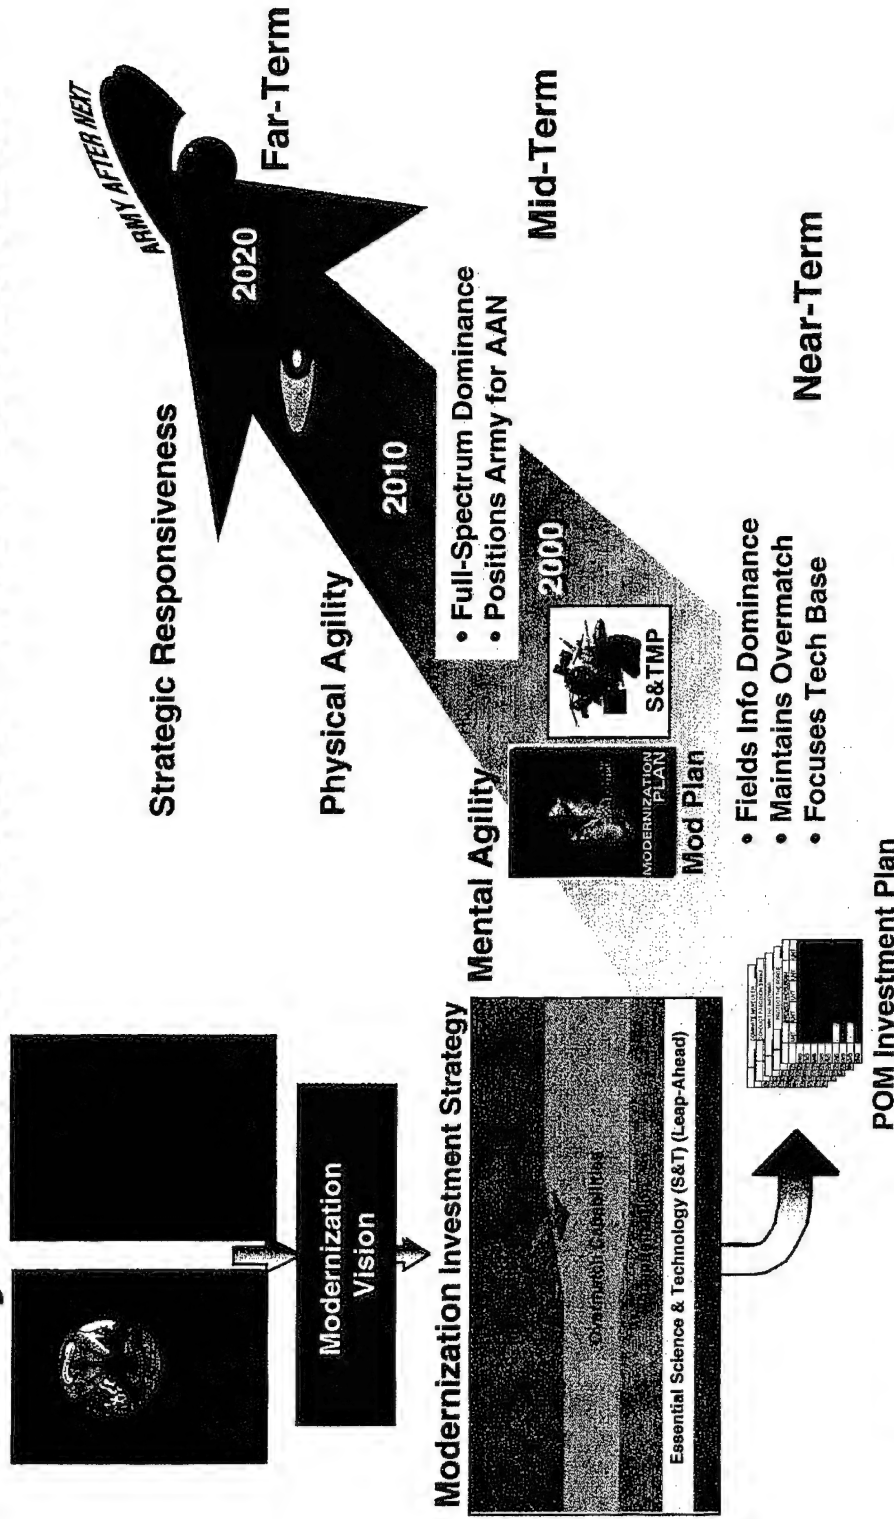 ARMY AFTER NEXT
Far-Term
2020
Strategic Responsiveness
Mid-Term
2010
Physical Agility
• Full-Spectrum Dominance
• Positions Army for AAN
2000
Near-Term
S&TMP
Mental Agility
MODERNIZATION
PLAN
Mod Plan
• Fields Info Dominance
• Maintains Overmatch
• Focuses Tech Base
Modernization
Vision
Modernization Investment Strategy
Overmatch Capabilities
Essential Science & Technology (S&T) (Leap-Ahead)
POM Investment Plan